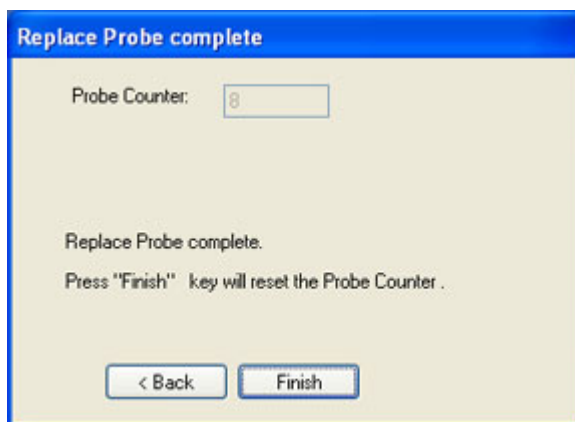 Replace Probe complete
Probe Counter: 8
Replace Probe complete.
Press "Finish" key will reset the Probe Counter .
< Back Finish